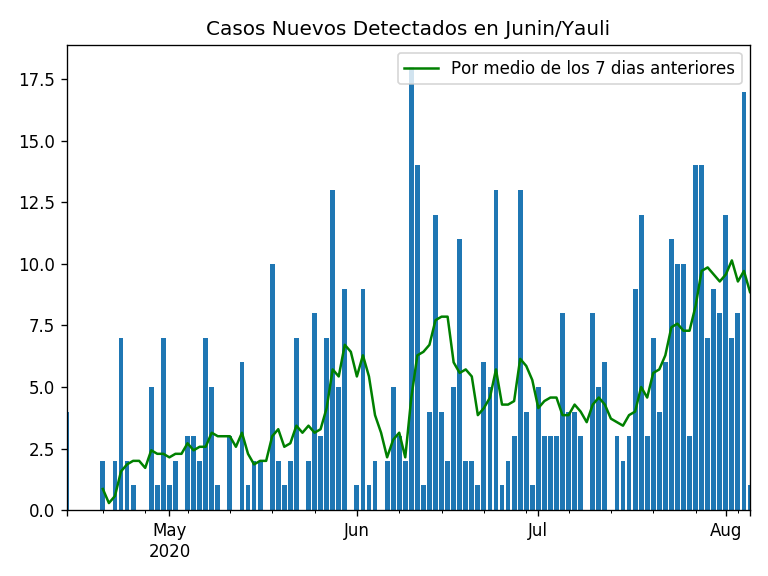 Casos Nuevos Detectados en Junin/Yauli
Por medio de los 7 dias anteriores
17.5
15.0
12.5
10.0
7.5
5.0
2.5
0.0
May
2020
Jun
Jul
Aug